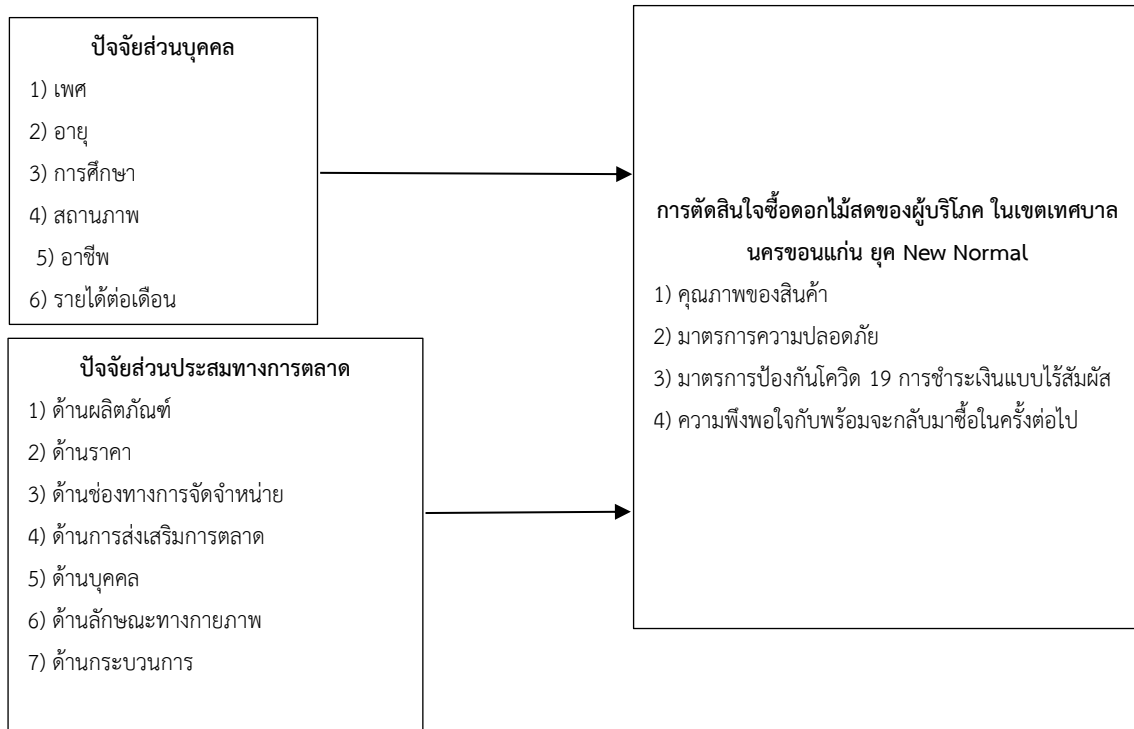 ปัจจัยส่วนบุคคล
1) เพศ
2) อายุ
3) การศึกษา
4) สถานภาพ
5) อาชีพ
6) รายได้ต่อเดือน
ปัจจัยส่วนประสมทางการตลาด
1) ด้านผลิตภัณฑ์
2) ด้านราคา
3) ด้านช่องทางการจัดจำหน่าย
4) ด้านการส่งเสริมการตลาด
5) ด้านบุคคล
6) ด้านลักษณะทางกายภาพ
7) ด้านกระบวนการ
การตัดสินใจซื้อดอกไม้สดของผู้บริโภค ในเขตเทศบาล
นครขอนแก่น ยุค New Normal
1) คุณภาพของสินค้า
2) มาตรการความปลอดภัย
3) มาตรการป้องกันโควิด 19 การชำระเงินแบบไร้สัมผัส
4) ความพึงพอใจกับพร้อมจะกลับมาซื้อในครั้งต่อไป